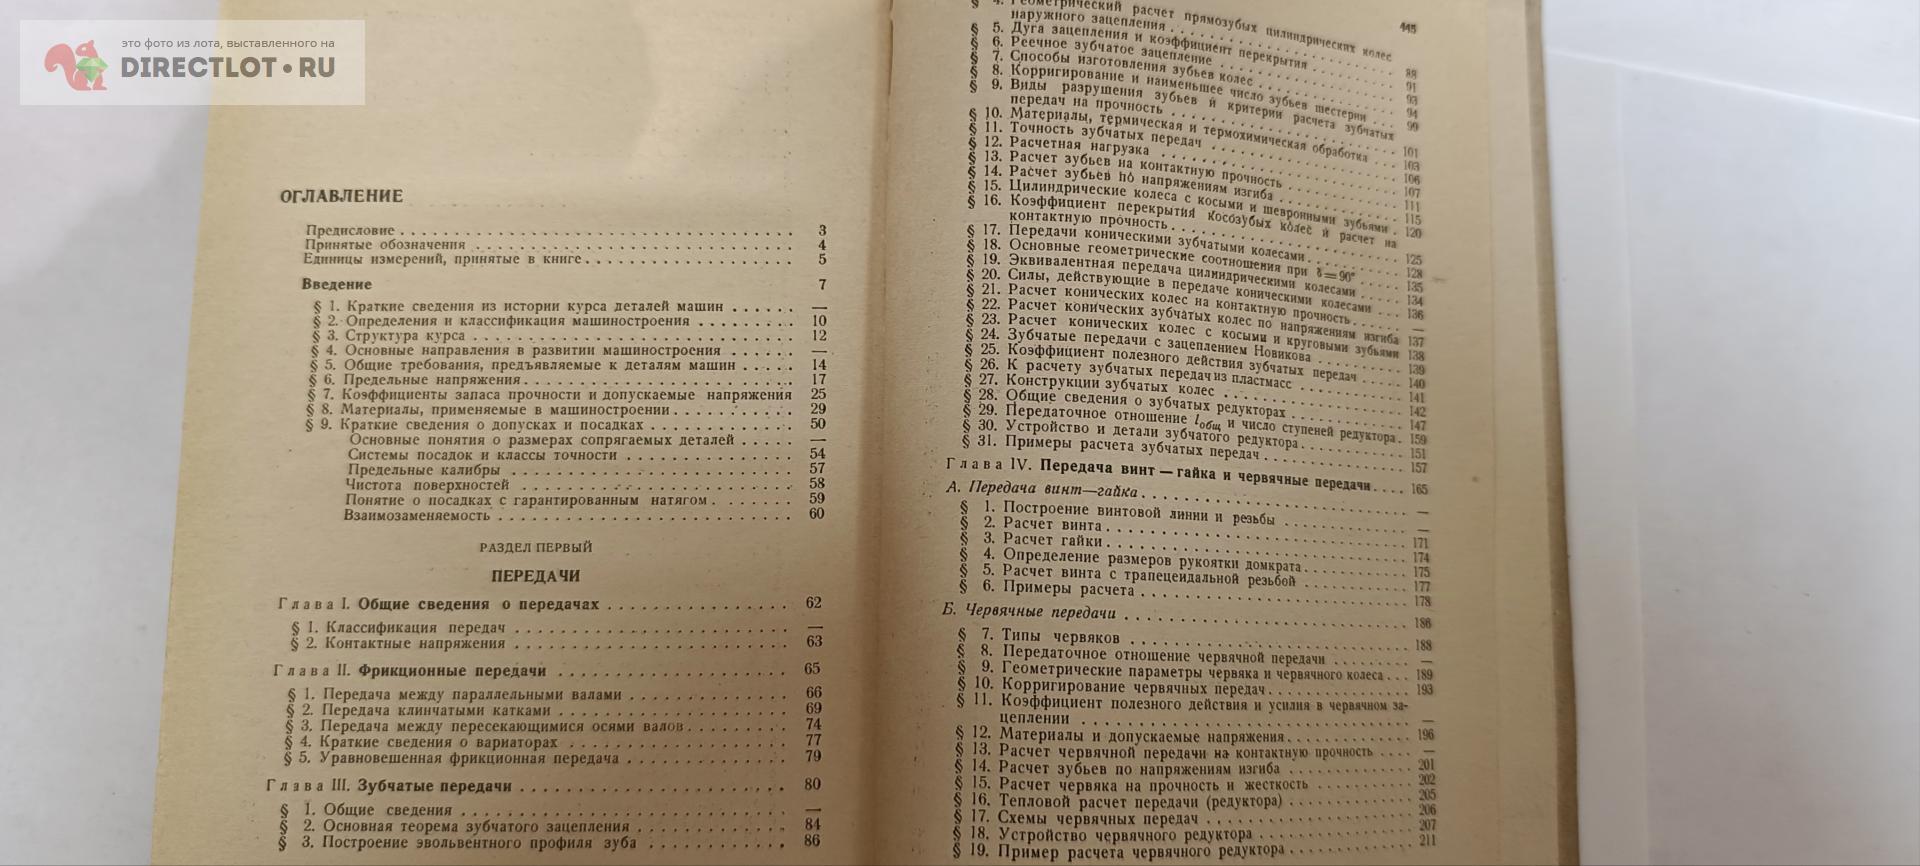 это фото из лота, выставленного на
DIRECTLOT•RU
ОГЛАВЛЕНИЕ
Предисловие . . . 3
Принятые обозначения . . . 4
Единицы измерений, принятые в книге . . . 5
Введение 7
§ 1. Краткие сведения из истории курса деталей машин . . . —
§ 2. Определения и классификация машиностроения . . . 10
§ 3. Структура курса . . . 12
§ 4. Основные направления в развитии машиностроения . . . —
§ 5. Общие требования, предъявляемые к деталям машин . . . 14
§ 6. Предельные напряжения . . . 17
§ 7. Коэффициенты запаса прочности и допускаемые напряжения 25
§ 8. Материалы, применяемые в машиностроении . . . 29
§ 9. Краткие сведения о допусках и посадках . . . 50
Основные понятия о размерах сопрягаемых деталей . . . —
Системы посадок и классы точности . . . 54
Предельные калибры . . . 57
Чистота поверхностей . . . 58
Понятие о посадках с гарантированным натягом . . . 59
Взаимозаменяемость . . . 60
РАЗДЕЛ ПЕРВЫЙ
ПЕРЕДАЧИ
Глава I. Общие сведения о передачах . . . 62
§ 1. Классификация передач . . . —
§ 2. Контактные напряжения . . . 63
Глава II. Фрикционные передачи . . . 65
§ 1. Передача между параллельными валами . . . 66
§ 2. Передача клинчатыми катками . . . 69
§ 3. Передача между пересекающимися осями валов . . . 74
§ 4. Краткие сведения о вариаторах . . . 77
§ 5. Уравновешенная фрикционная передача . . . 79
Глава III. Зубчатые передачи . . . 80
§ 1. Общие сведения . . . —
§ 2. Основная теорема зубчатого зацепления . . . 84
§ 3. Построение эвольвентного профиля зуба . . . 86
445
§ 4. Геометрический расчет прямозубых цилиндрических колес
наружного зацепления . . . 88
§ 5. Дуга зацепления и коэффициент перекрытия . . . 91
§ 6. Реечное зубчатое зацепление . . . 93
§ 7. Способы изготовления зубьев колес . . . 94
§ 8. Корригирование и наименьшее число зубьев шестерни . . . 99
§ 9. Виды разрушения зубьев и критерии расчета зубчатых
передач на прочность . . . 101
§ 10. Материалы, термическая и термохимическая обработка . . . 103
§ 11. Точность зубчатых передач . . . 106
§ 12. Расчетная нагрузка . . . 107
§ 13. Расчет зубьев на контактную прочность . . . 111
§ 14. Расчет зубьев по напряжениям изгиба . . . 115
§ 15. Цилиндрические колеса с косыми и шевронными зубьями . 120
§ 16. Коэффициент перекрытия косозубых колес и расчет на
контактную прочность . . . 125
§ 17. Передачи коническими зубчатыми колесами . . . 128
§ 18. Основные геометрические соотношения при δ=90° . . . 135
§ 19. Эквивалентная передача цилиндрическими колесами . . . 134
§ 20. Силы, действующие в передаче коническими колесами . . . 136
§ 21. Расчет конических колес на контактную прочность . . . —
§ 22. Расчет конических зубчатых колес по напряжениям изгиба 137
§ 23. Расчет конических колес с косыми и круговыми зубьями 138
§ 24. Зубчатые передачи с зацеплением Новикова . . . 139
§ 25. Коэффициент полезного действия зубчатых передач . . . 140
§ 26. К расчету зубчатых передач из пластмасс . . . 141
§ 27. Конструкции зубчатых колес . . . 142
§ 28. Общие сведения о зубчатых редукторах . . . 147
§ 29. Передаточное отношение iобщ и число ступеней редуктора . 159
§ 30. Устройство и детали зубчатого редуктора . . . 151
§ 31. Примеры расчета зубчатых передач . . . 157
Глава IV. Передача винт — гайка и червячные передачи . . . 165
А. Передача винт—гайка . . . —
§ 1. Построение винтовой линии и резьбы . . . —
§ 2. Расчет винта . . . 171
§ 3. Расчет гайки . . . 174
§ 4. Определение размеров рукоятки домкрата . . . 175
§ 5. Расчет винта с трапецеидальной резьбой . . . 177
§ 6. Примеры расчета . . . 178
Б. Червячные передачи . . . 186
§ 7. Типы червяков . . . 188
§ 8. Передаточное отношение червячной передачи . . . —
§ 9. Геометрические параметры червяка и червячного колеса . . . 189
§ 10. Корригирование червячных передач . . . 193
§ 11. Коэффициент полезного действия и усилия в червячном за-
цеплении . . . —
§ 12. Материалы и допускаемые напряжения . . . 196
§ 13. Расчет червячной передачи на контактную прочность . . . —
§ 14. Расчет зубьев по напряжениям изгиба . . . 201
§ 15. Расчет червяка на прочность и жесткость . . . 202
§ 16. Тепловой расчет передачи (редуктора) . . . 205
§ 17. Схемы червячных передач . . . 206
§ 18. Устройство червячного редуктора . . . 207
§ 19. Пример расчета червячного редуктора . . . 211